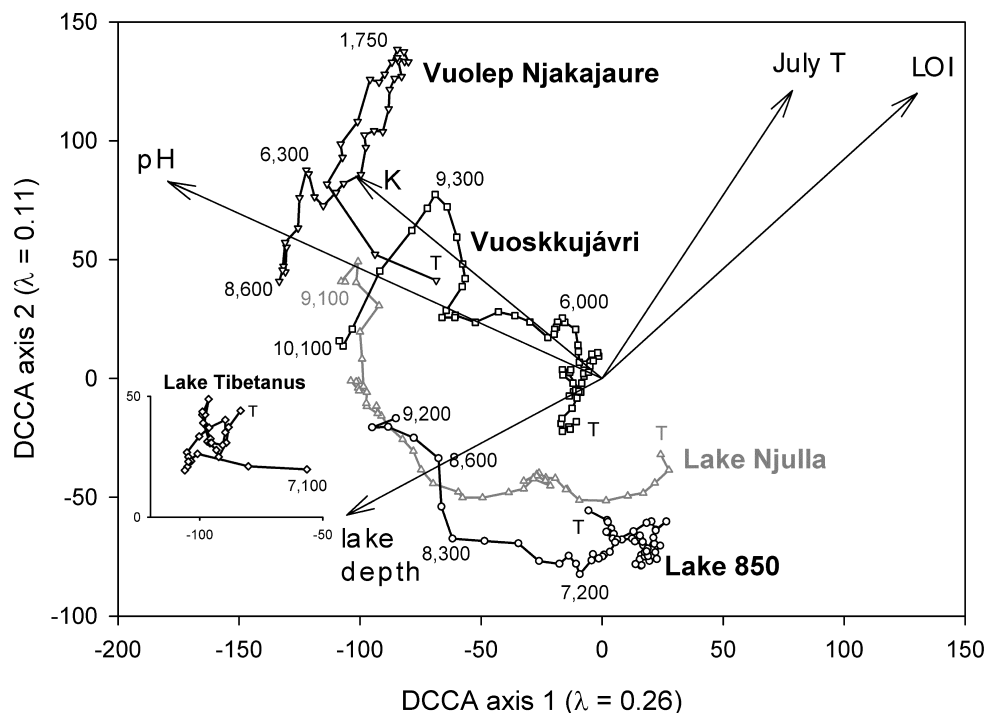 150
100
50
0
-50
-100
-200
-150
-100
-50
0
50
100
150
DCCA axis 1 (λ = 0.26)
DCCA axis 2 (λ = 0.11)
1,750
Vuolep Njakajaure
July T
LOI
6,300
pH
K
9,300
Vuoskkujávri
T
8,600
9,100
6,000
10,100
Lake Tibetanus
50
T
0
7,100
-100
-50
9,200
T
T
8,600
Lake Njulla
lake
depth
T
8,300
Lake 850
7,200